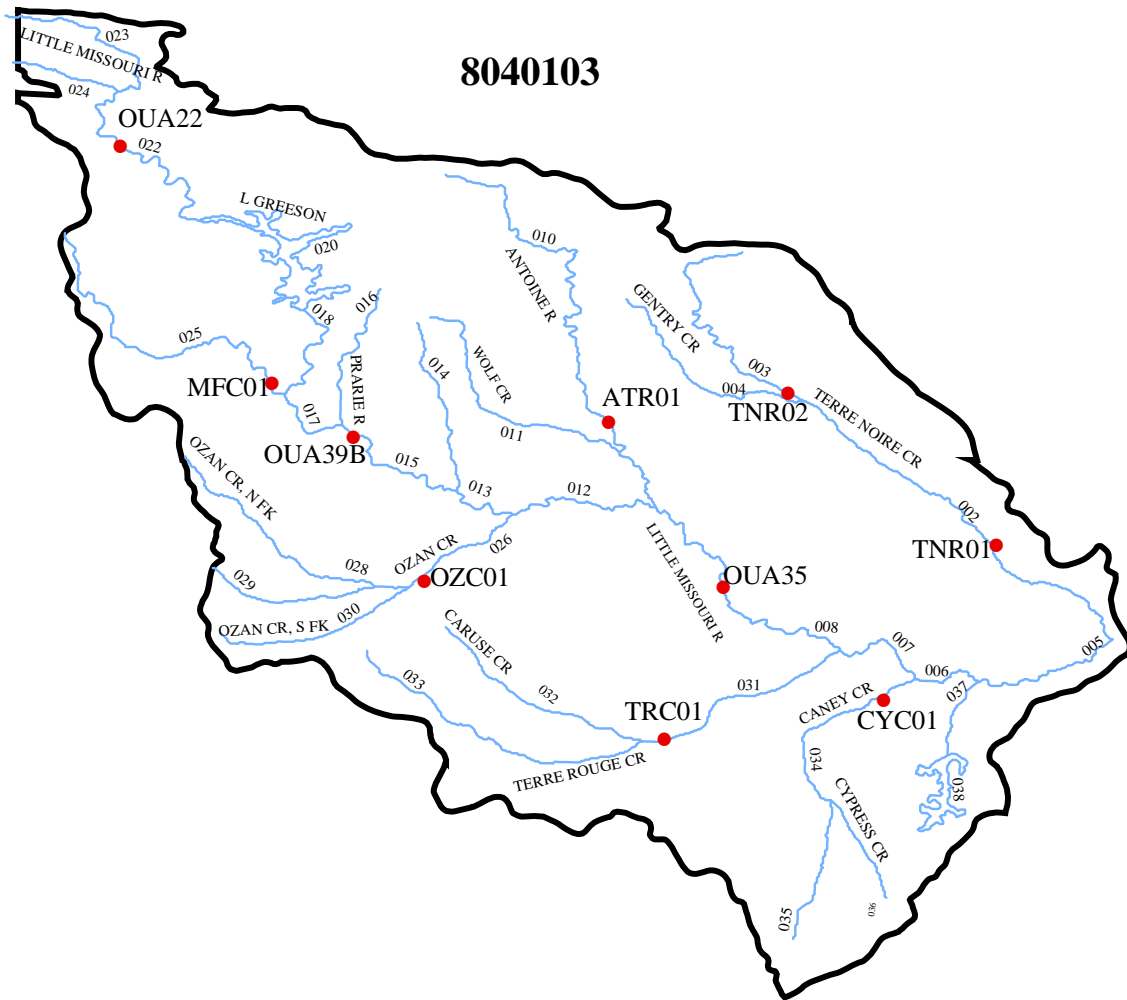 8040103
023
LITTLE MISSOURI R
024
OUA22
022
L GREESON
020
010
ANTOINE R
016
018
025
GENTRY CR
014
WOLF CR
PRARIE R
003
004
MFC01
ATR01
TNR02
017
011
TERRE NOIRE CR
OUA39B
OZAN CR, N FK
015
013
012
002
026
OZAN CR
TNR01
LITTLE MISSOURI R
028
029
OZC01
OUA35
030
OZAN CR, S FK
CARUSE CR
008
007
005
006
033
032
031
037
CANEY CR
TRC01
CYC01
TERRE ROUGE CR
034
038
CYPRESS CR
035
036